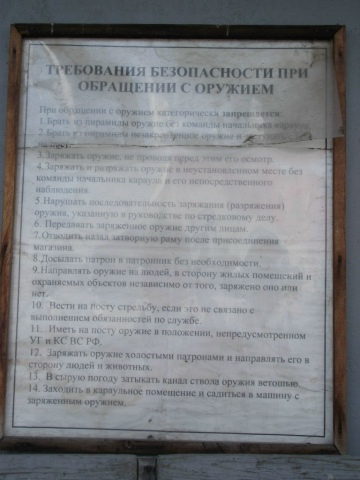 ТРЕБОВАНИЯ БЕЗОПАСНОСТИ ПРИ
ОБРАЩЕНИИ С ОРУЖИЕМ
При обращении с оружием категорически запрещается:
1.Брать из пирамиды оружие без команды начальника караула
2.Брать из пирамиды незакрепленное оружие и
3.Заряжать оружие, не проводя перед этим его осмотр.
4.Заряжать и разряжать оружие в неустановленном месте без
команды начальника караула и его непосредственного
наблюдения.
5.Нарушать последовательность заряжания (разряжения)
оружия, указанную в руководстве по стрелковому делу.
6. Передавать заряженное оружие другим лицам.
7.Отводить назад затворную раму после присоединения
магазина.
8.Досылать патрон в патронник без необходимости.
9.Направлять оружие на людей, в сторону жилых помещений и
охраняемых объектов независимо от того, заряжено оно или
нет.
10. Вести на посту стрельбу, если это не связано с
выполнением обязанностей по службе.
11. Иметь на посту оружие в положении, непредусмотренном
УГ и КС ВС РФ.
12. Заряжать оружие холостыми патронами и направлять его в
сторону людей и животных.
13. В сырую погоду затыкать канал ствола оружия ветошью.
14. Заходить в караульное помещение и садиться в машину с
заряженным оружием.